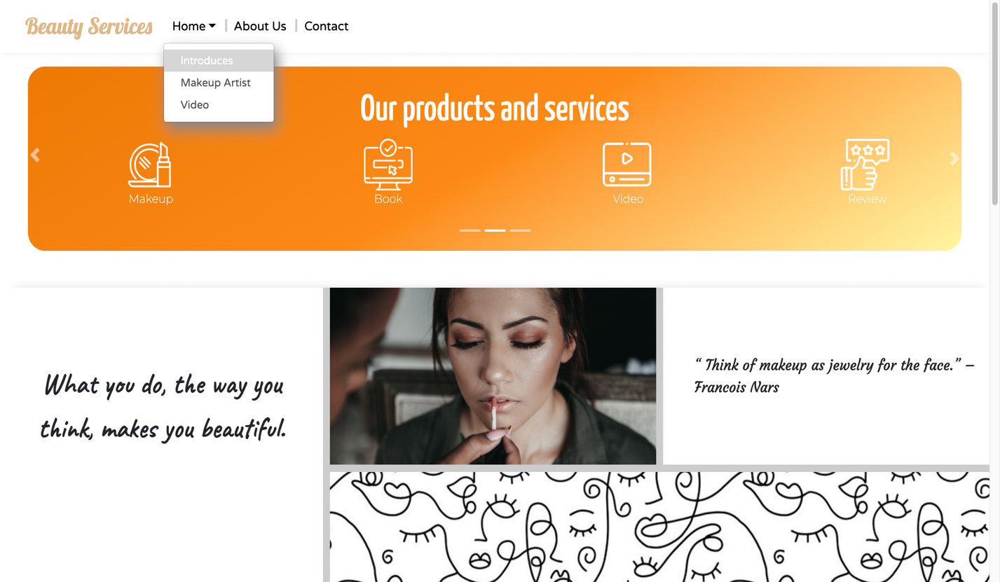 Beauty Services
Home
About Us
Contact
Introduces
Makeup Artist
Video
Our products and services
Makeup
Book
Video
Review
What you do, the way you
think, makes you beautiful.
“ Think of makeup as jewelry for the face.” –
Francois Nars